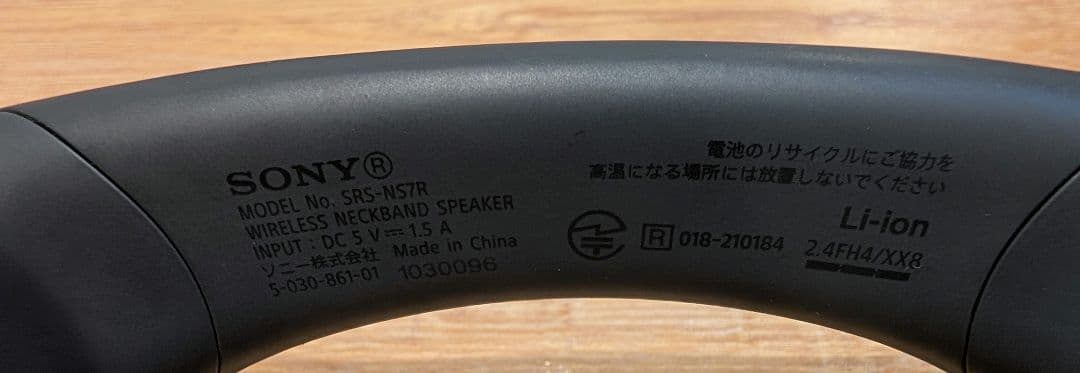 SONY®
MODEL No. SRS-NS7R
WIRELESS NECKBAND SPEAKER
INPUT : DC 5 V⎓1.5 A
ソニー株式会社 Made in China
5-030-861-01 1030096
電池のリサイクルにご協力を
高温になる場所には放置しないでください
Li-ion
R 018-210184
2.4FH4/XX8